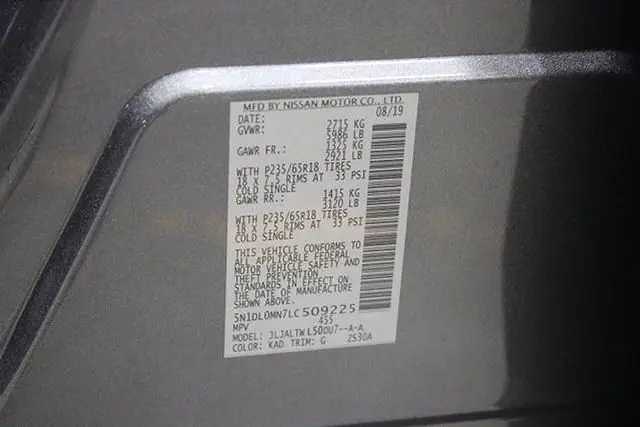 MFD BY NISSAN MOTOR CO., LTD.
DATE: 08/19
GVWR: 2715 KG
5986 LB
GAWR FR.: 1325 KG
2921 LB
WITH P235/65R18 TIRES
18 X 7.5 RIMS AT 33 PSI
COLD SINGLE
GAWR RR.: 1415 KG
3120 LB
WITH P235/65R18 TIRES
18 X 7.5 RIMS AT 33 PSI
COLD SINGLE
THIS VEHICLE CONFORMS TO
ALL APPLICABLE FEDERAL
MOTOR VEHICLE SAFETY AND
THEFT PREVENTION
STANDARDS IN EFFECT ON
THE DATE OF MANUFACTURE
SHOWN ABOVE.
5N1DL0MN7LC509225
MPV 455
MODEL: JLJALTWL50DU7--A-A
COLOR: KAD TRIM: G ZS30A